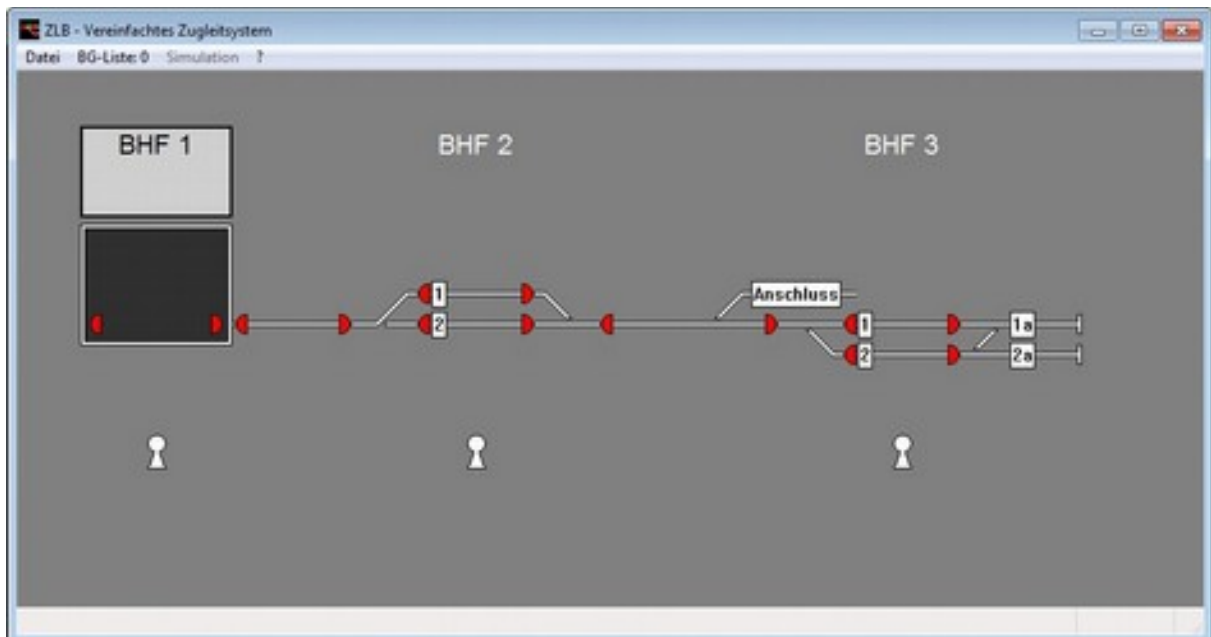 ZLB - Vereinfachtes Zugleitsystem
Datei BG-Liste: 0 Simulation ?
BHF 1 BHF 2 BHF 3
1 Anschluss
2 1 1a
2 2a